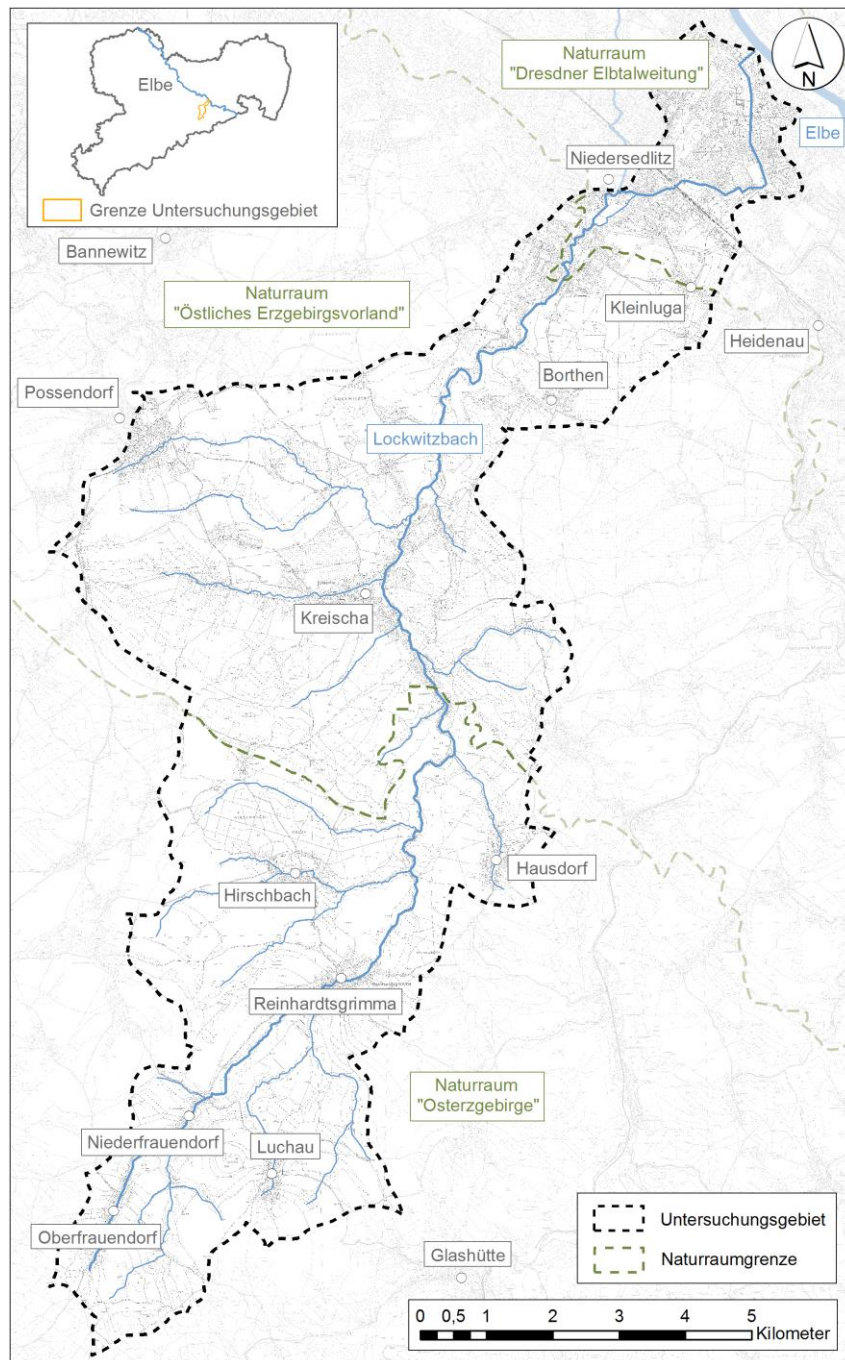 Elbe
Grenze Untersuchungsgebiet
Naturraum
"Dresdner Elbtalweitung"
N
Elbe
Niedersedlitz
Bannewitz
Naturraum
"Östliches Erzgebirgsvorland"
Kleinluga
Heidenau
Borthen
Possendorf
Lockwitzbach
Kreischa
Hausdorf
Hirschbach
Reinhardtsgrimma
Naturraum
"Osterzgebirge"
Niederfrauendorf
Luchau
Oberfrauendorf
Glashütte
Untersuchungsgebiet
Naturraumgrenze
0 0,5 1 2 3 4 5
Kilometer